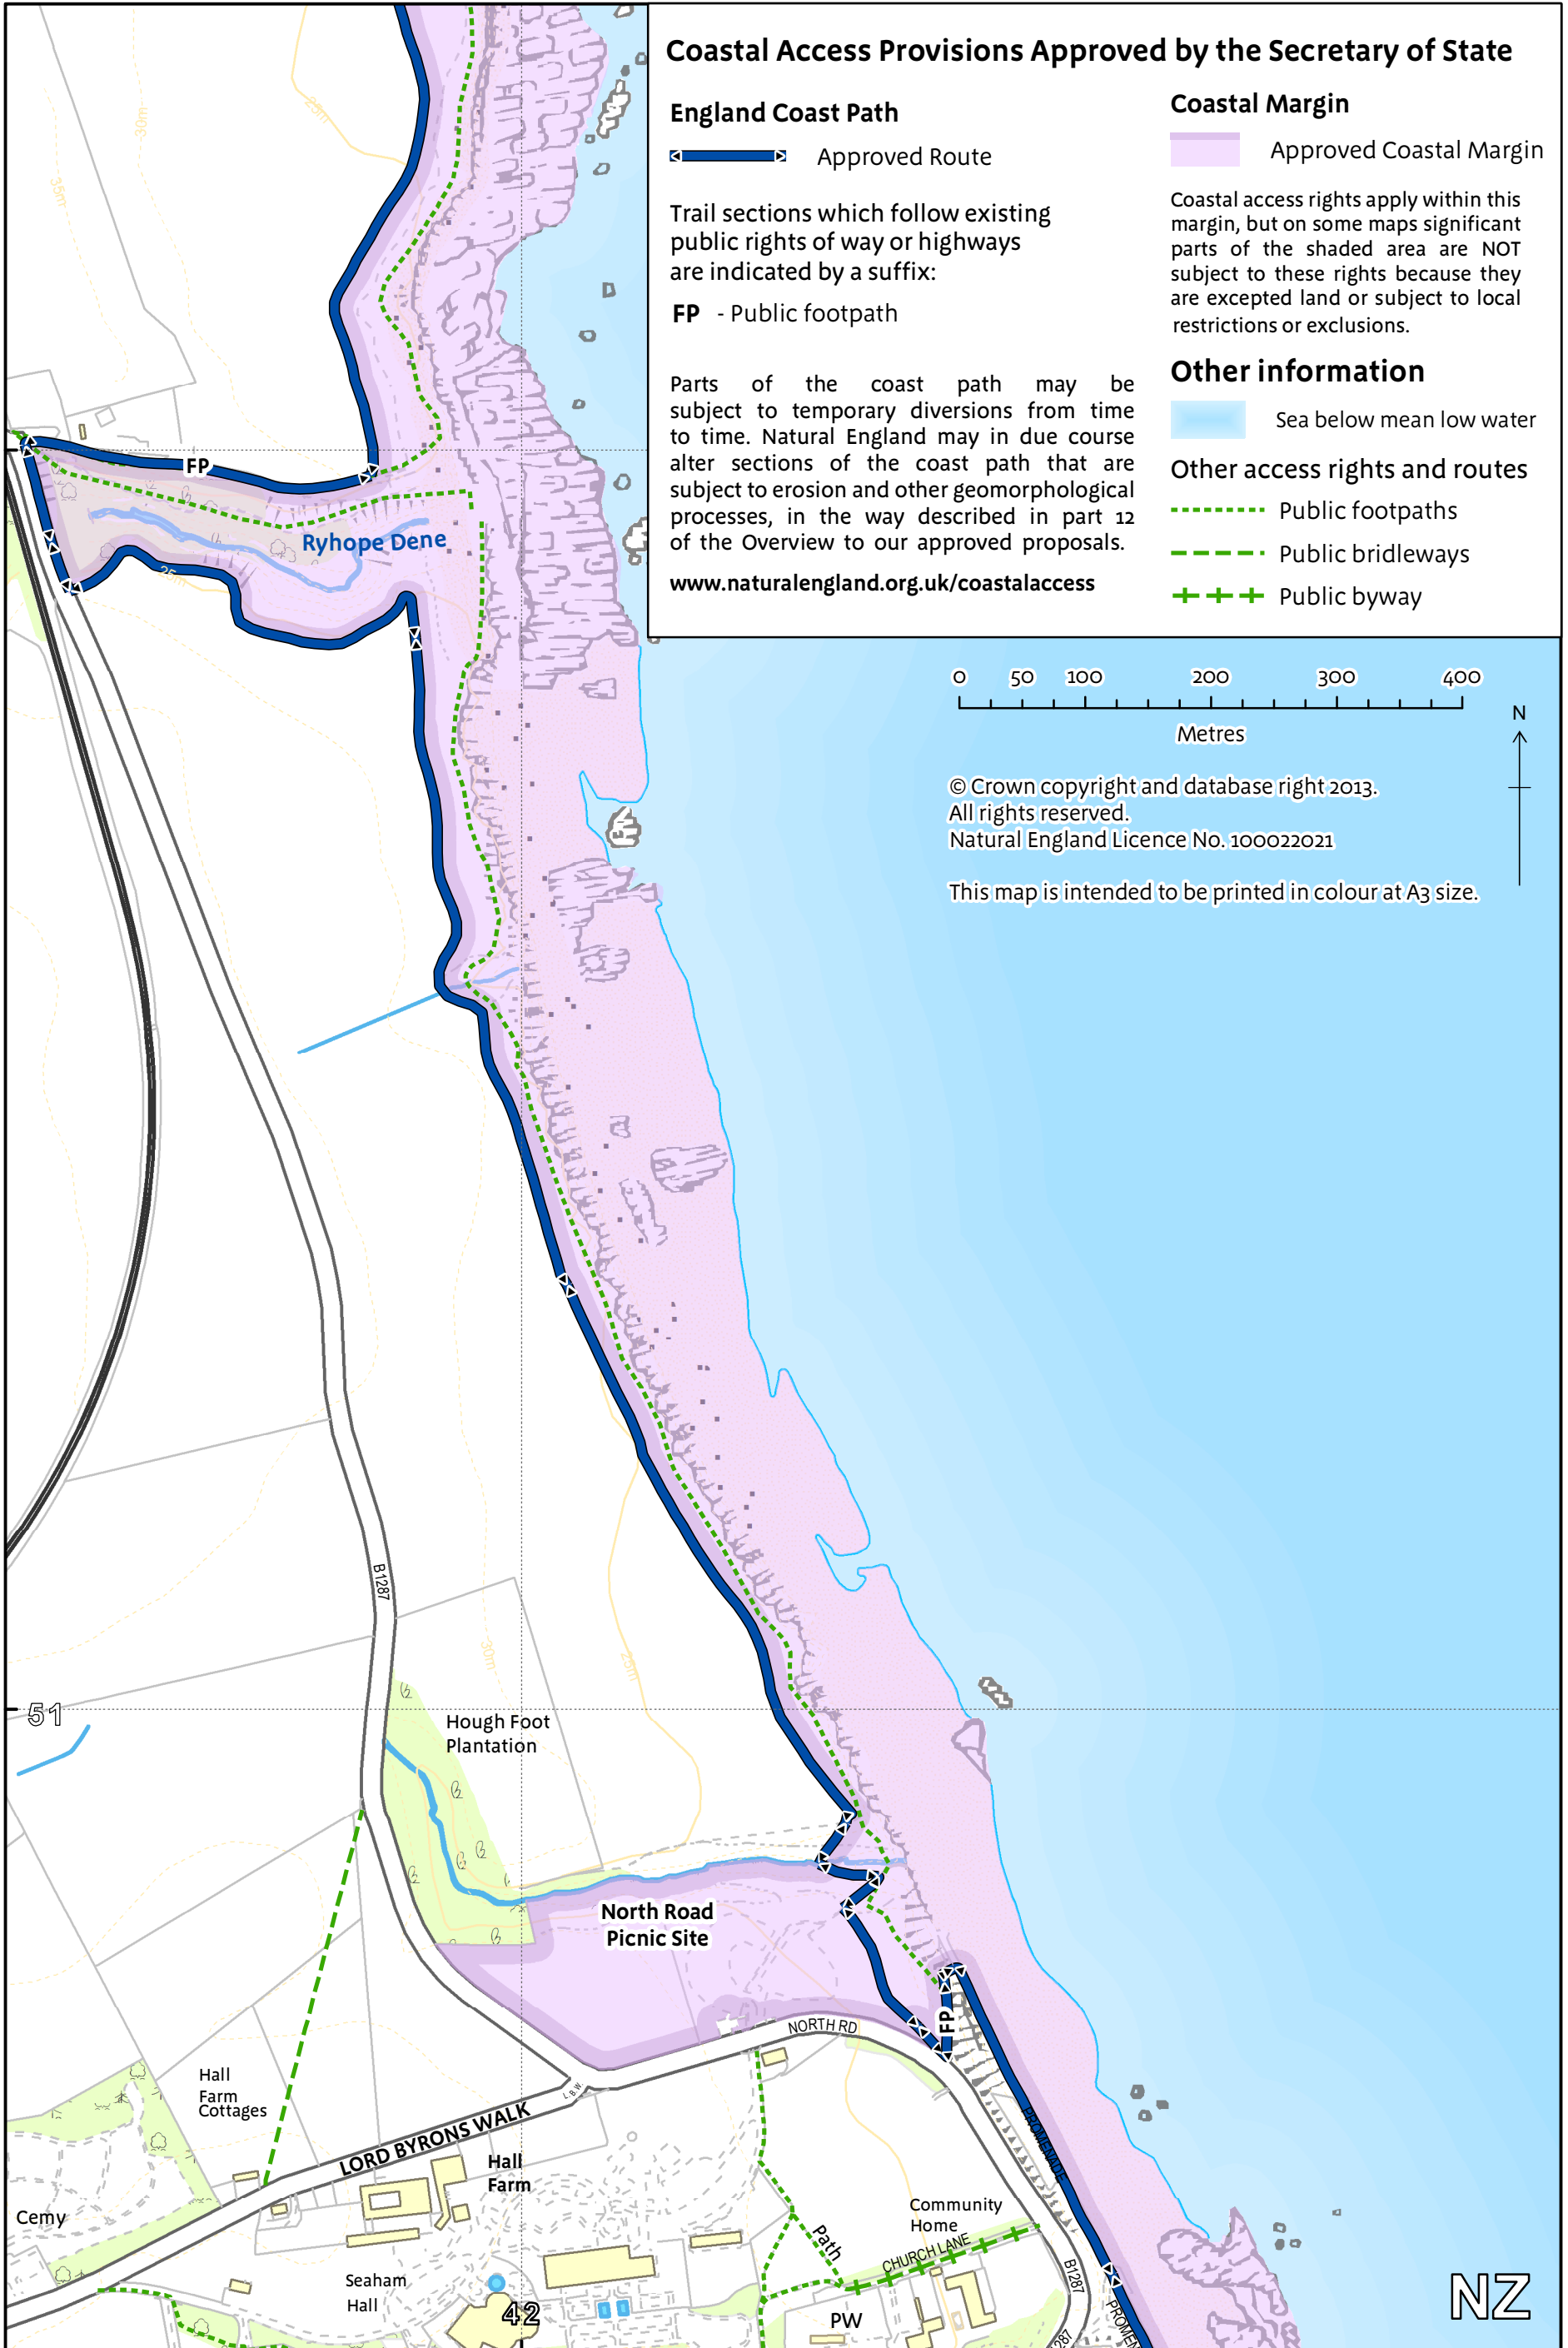 Coastal Access Provisions Approved by the Secretary of State
England Coast Path
Approved Route
Trail sections which follow existing
public rights of way or highways
are indicated by a suffix:
FP - Public footpath
Parts of the coast path may be
subject to temporary diversions from time
to time. Natural England may in due course
alter sections of the coast path that are
subject to erosion and other geomorphological
processes, in the way described in part 12
of the Overview to our approved proposals.
www.naturalengland.org.uk/coastalaccess
Coastal Margin
Approved Coastal Margin
Coastal access rights apply within this
margin, but on some maps significant
parts of the shaded area are NOT
subject to these rights because they
are excepted land or subject to local
restrictions or exclusions.
Other information
Sea below mean low water
Other access rights and routes
Public footpaths
Public bridleways
Public byway
0 50 100 200 300 400
Metres
N
© Crown copyright and database right 2013.
All rights reserved.
Natural England Licence No. 100022021
This map is intended to be printed in colour at A3 size.
25m
30m
35m
FP
Ryhope Dene
25m
B1287
30m
25m
51
Hough Foot
Plantation
North Road
Picnic Site
NORTH RD
FP
Hall
Farm
Cottages
L.B.W.
LORD BYRONS WALK
PROMENADE
Hall
Farm
Cemy
Community
Home
Path
CHURCH LANE
B1287
Seaham
Hall
42
PW
NZ